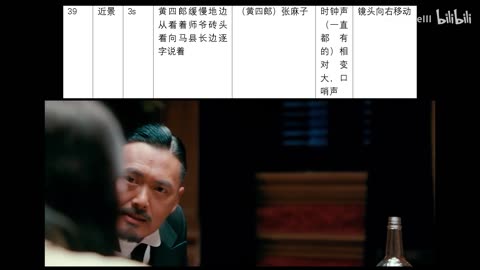 39
近景
3s
黄四郎缓慢地边
从看着师爷砖头
看向马县长边逐
字说着
（黄四郎）张麻子
时钟声
（一直
都有
的）相
对变
大，口
哨声
镜头向右移动
elll
bilibili